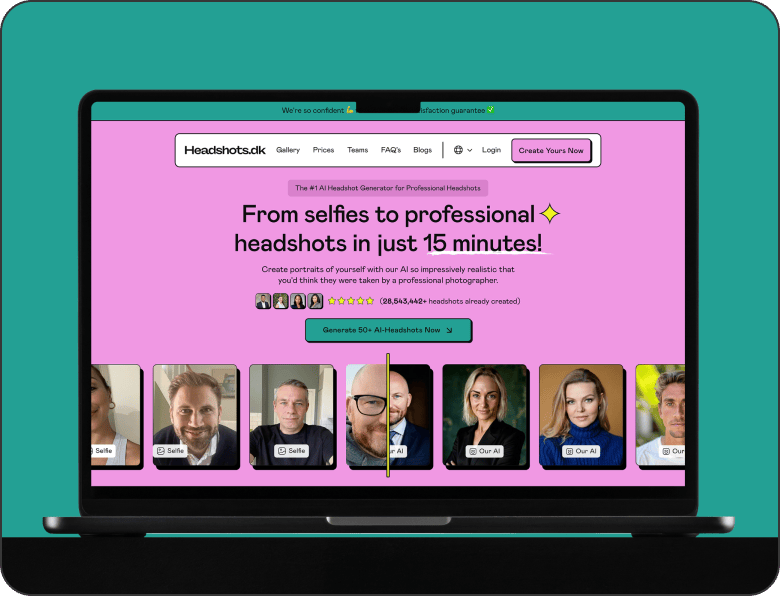 We're so confident 💪 isfaction guarantee ✅
Headshots.dk Gallery Prices Teams FAQ's Blogs Login Create Yours Now
The #1 AI Headshot Generator for Professional Headshots
From selfies to professional
headshots in just 15 minutes!
Create portraits of yourself with our AI so impressively realistic that
you'd think they were taken by a professional photographer.
(28,543,442+ headshots already created)
Generate 50+ AI-Headshots Now
Selfie Selfie Selfie r AI Our AI Our AI Our